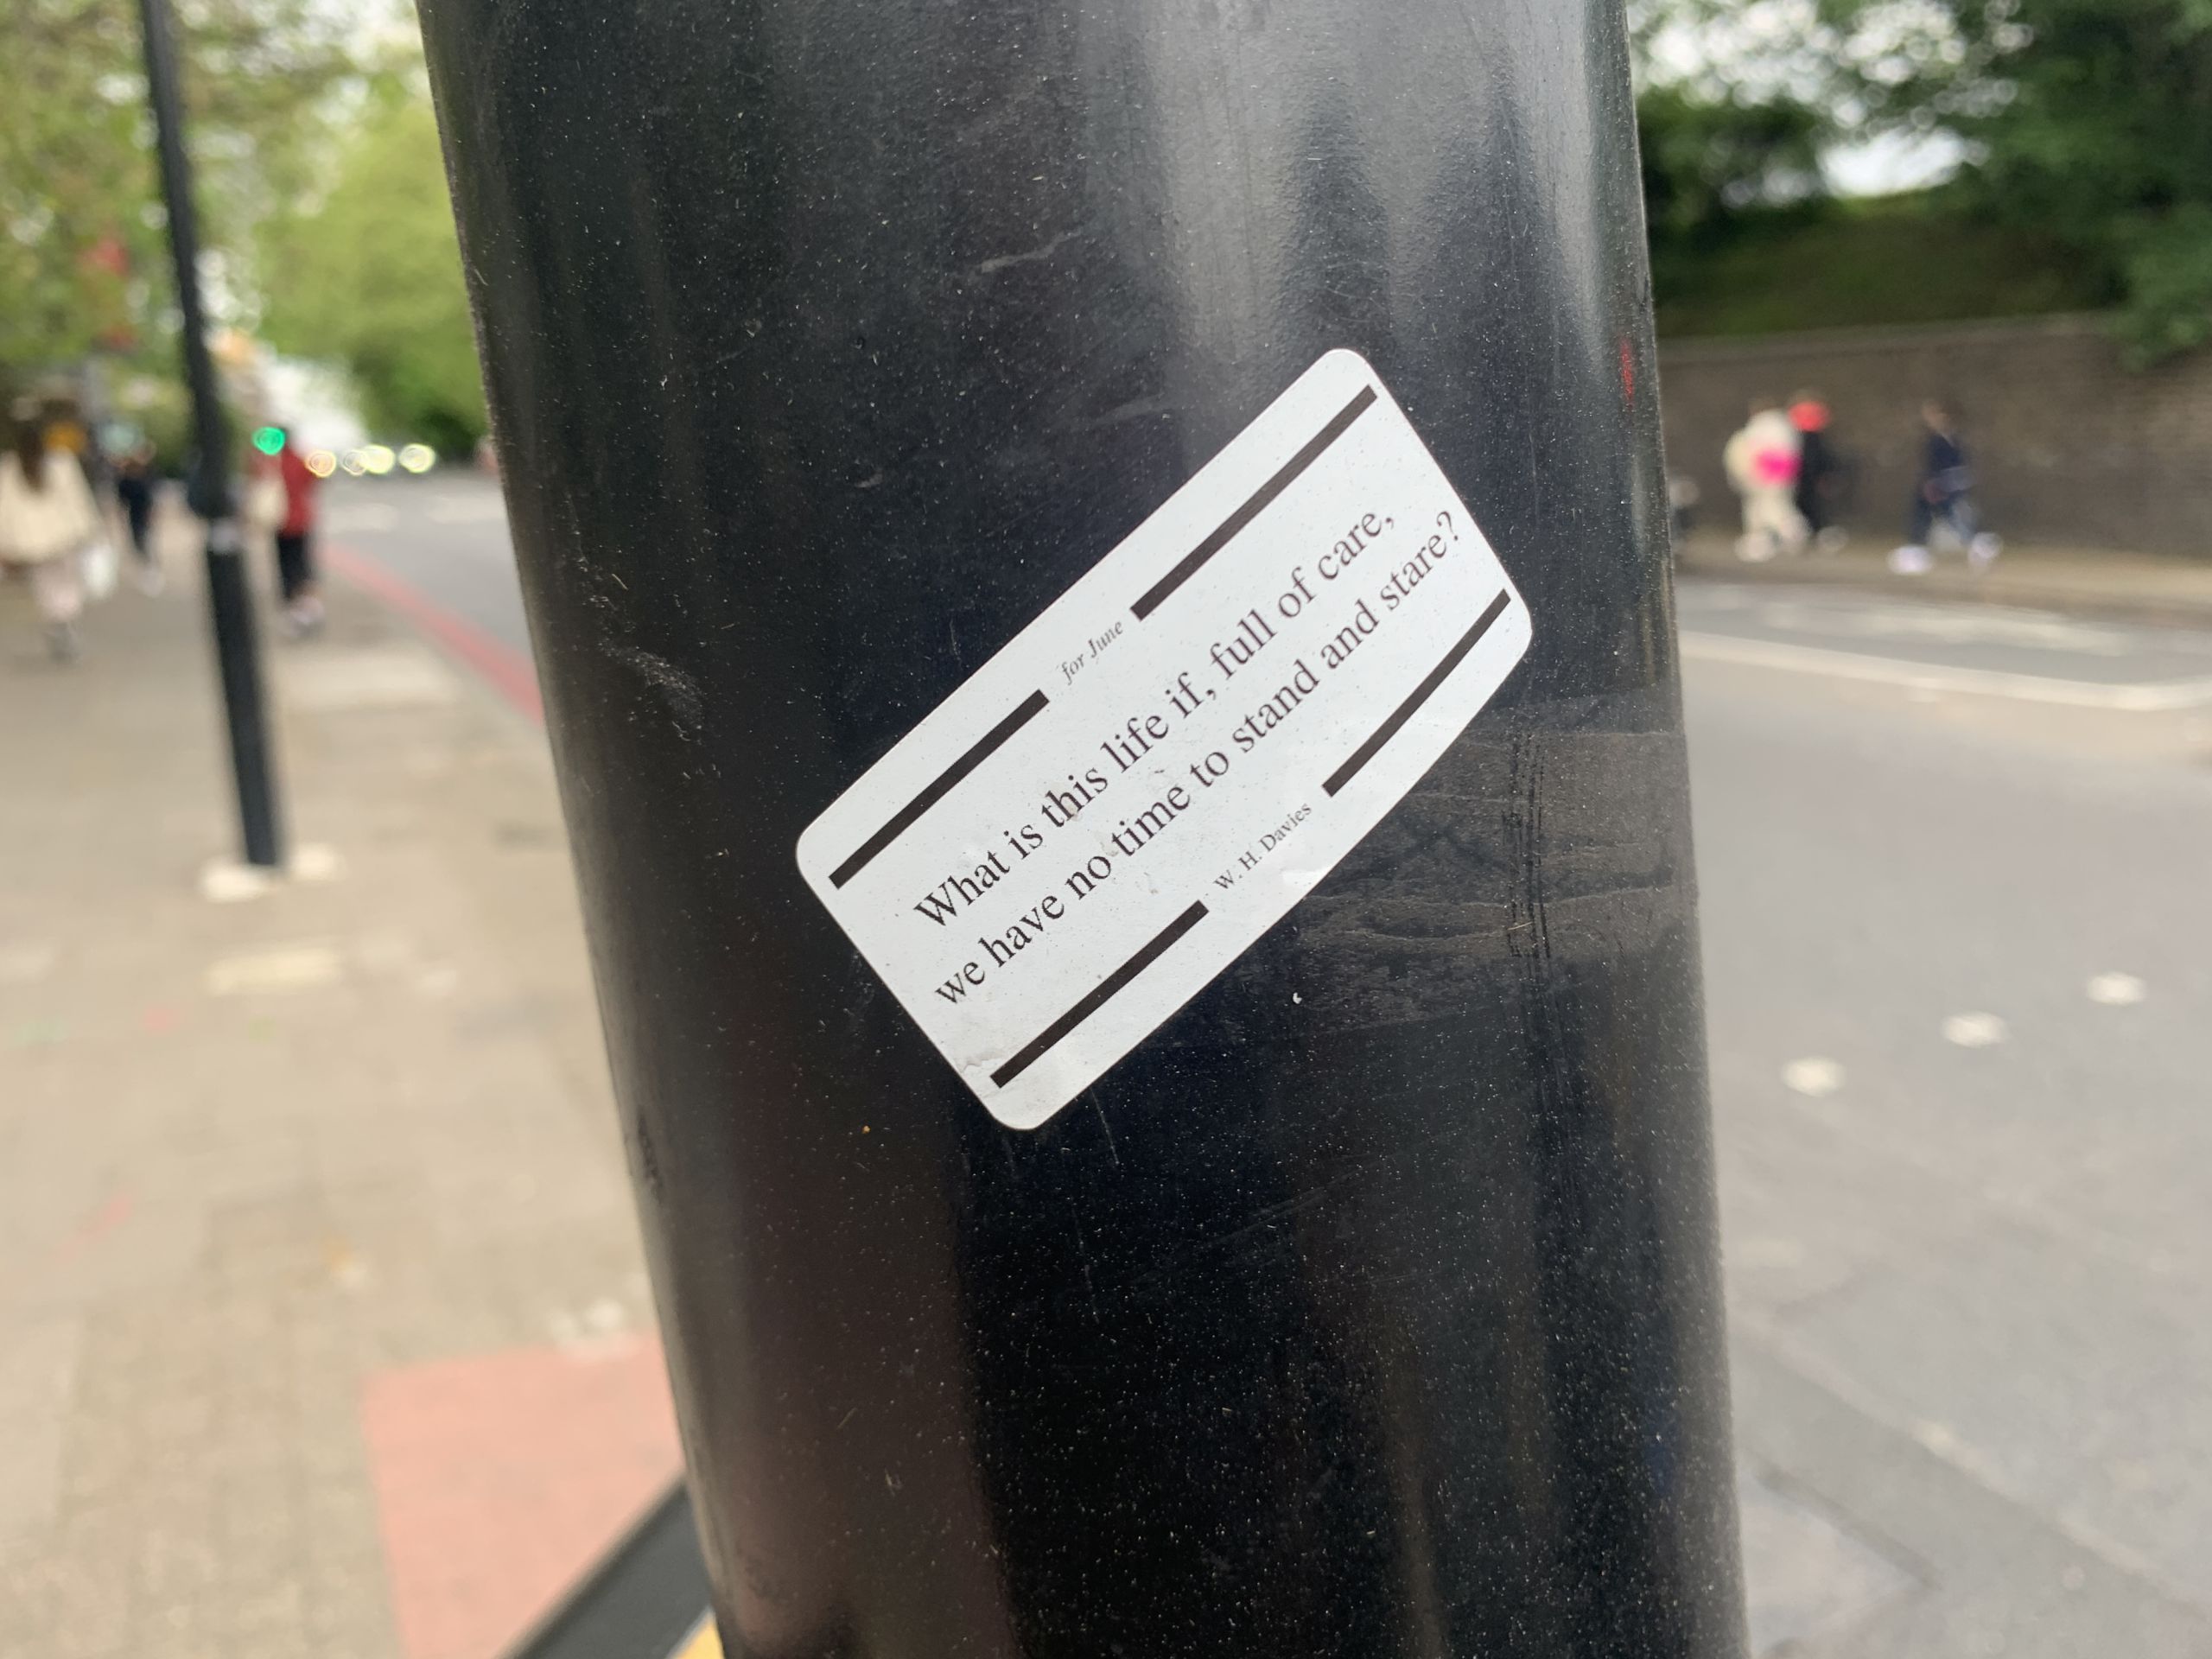 for June
What is this life if, full of care,
we have no time to stand and stare?
W. H. Davies